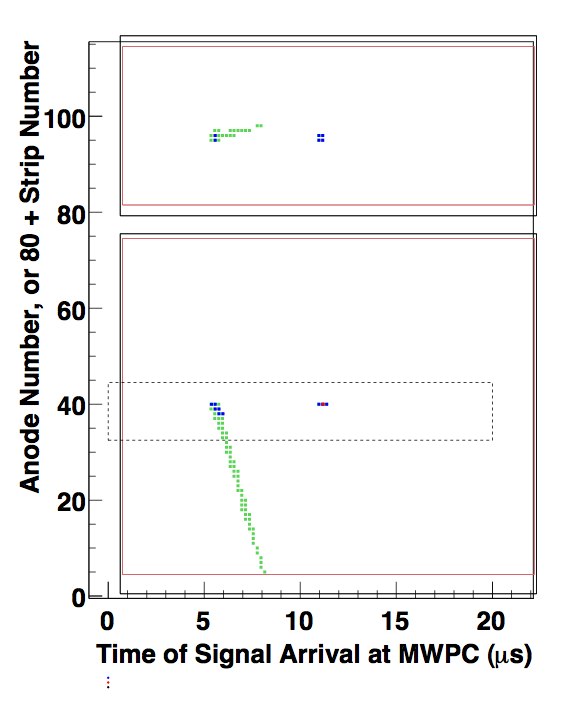 Anode Number, or 80 + Strip Number
100
80
60
40
20
0
0 5 10 15 20
Time of Signal Arrival at MWPC (μs)